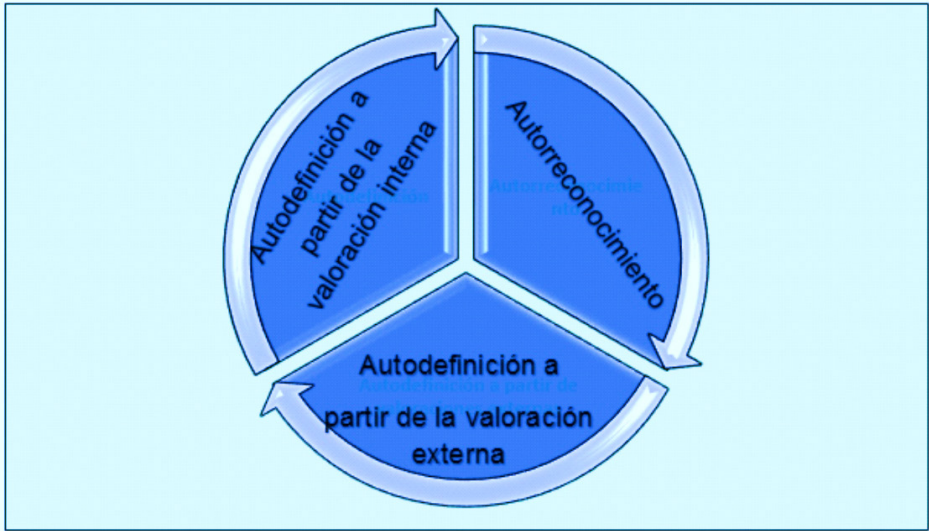 Autodefinición a
partir de la
valoración interna
Autorreconocimiento
Autodefinición a
partir de la valoración
externa